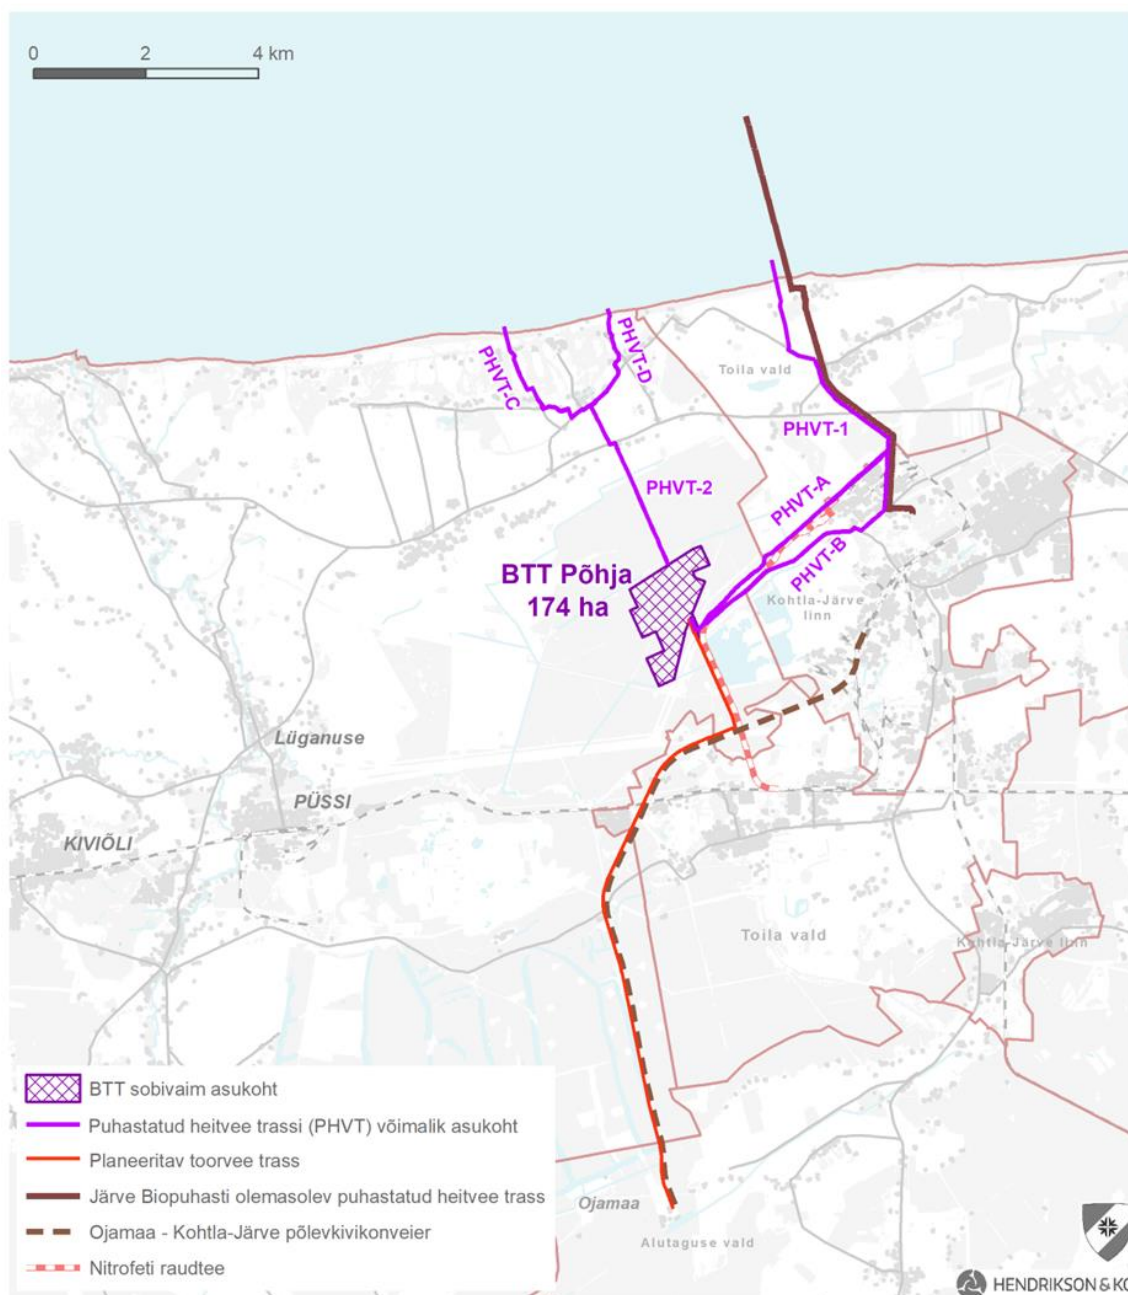 0 2 4 km
PHVT-C
PHVT-D
Toila vald
PHVT-1
PHVT-A
PHVT-2
PHVT-B
BTT Põhja
174 ha
Kohtla-Järve
linn
Lüganuse
PÜSSI
KIVIÕLI
Toila vald
Kohtla-Järve linn
BTT sobivaim asukoht
Puhastatud heitvee trassi (PHVT) võimalik asukoht
Planeeritav toorvee trass
Järve Biopuhasti olemasolev puhastatud heitvee trass
Ojamaa
Ojamaa - Kohtla-Järve põlevkivikonveier
Alutaguse vald
Nitrofeti raudtee
HENDRIKSON & KO